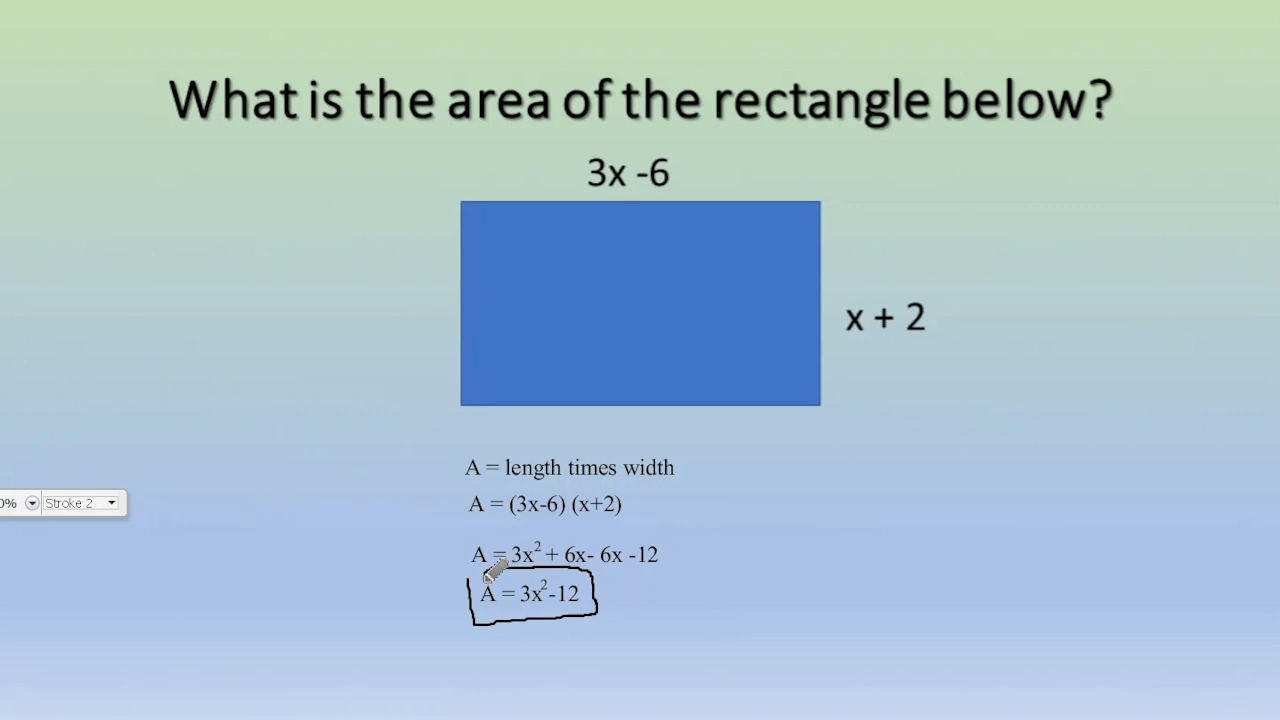 What is the area of the rectangle below?
3x -6
x + 2
A = length times width
A = (3x-6) (x+2)
0% Stroke 2
A = 3x² + 6x- 6x -12
A = 3x²-12